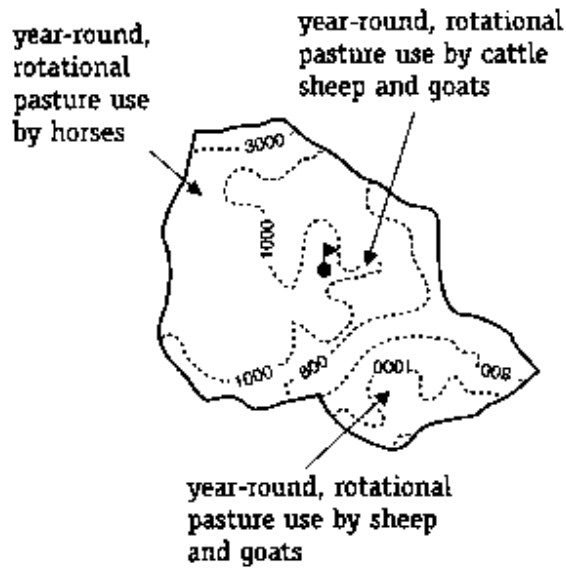 year-round,
rotational
pasture use
by horses
year-round, rotational
pasture use by cattle
sheep and goats
3000
1000
1000
800
1000
800
year-round, rotational
pasture use by sheep
and goats